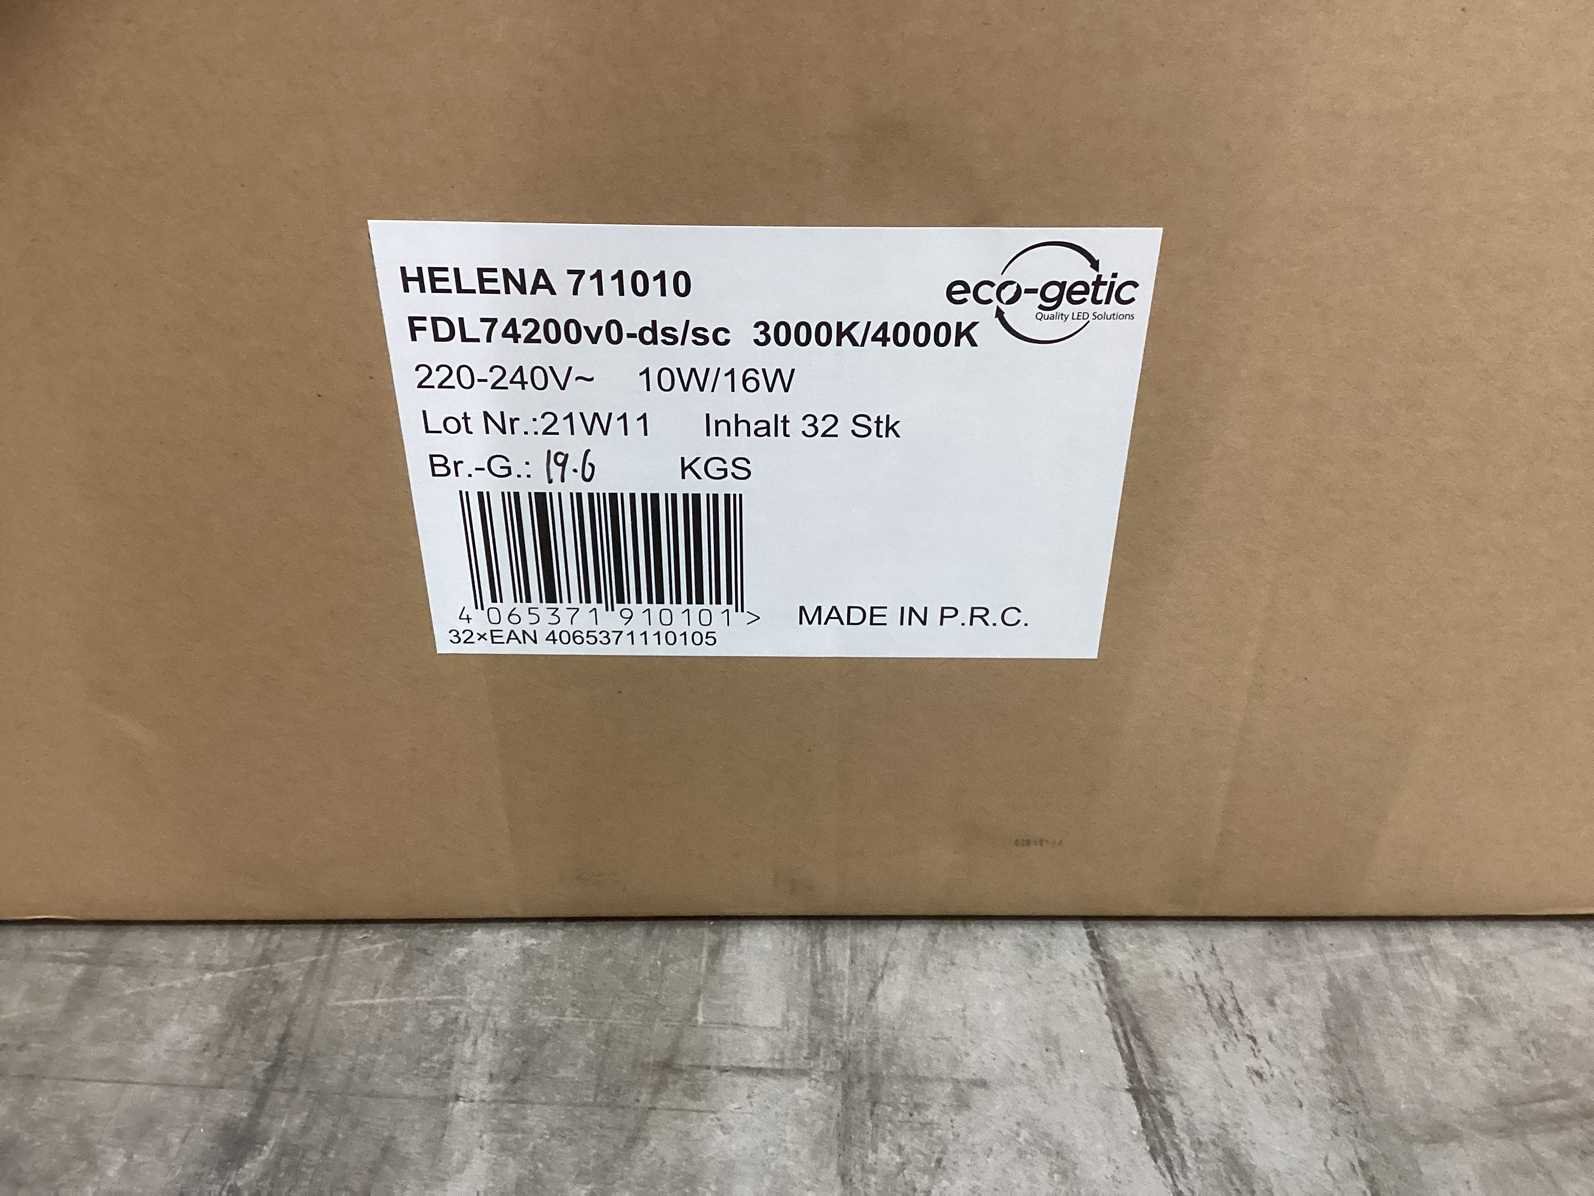 HELENA 711010
eco-getic
Quality LED Solutions
FDL74200v0-ds/sc 3000K/4000K
220-240V~ 10W/16W
Lot Nr.:21W11 Inhalt 32 Stk
Br.-G.: 19.6 KGS
4 065371 910101 >
MADE IN P.R.C.
32×EAN 4065371110105